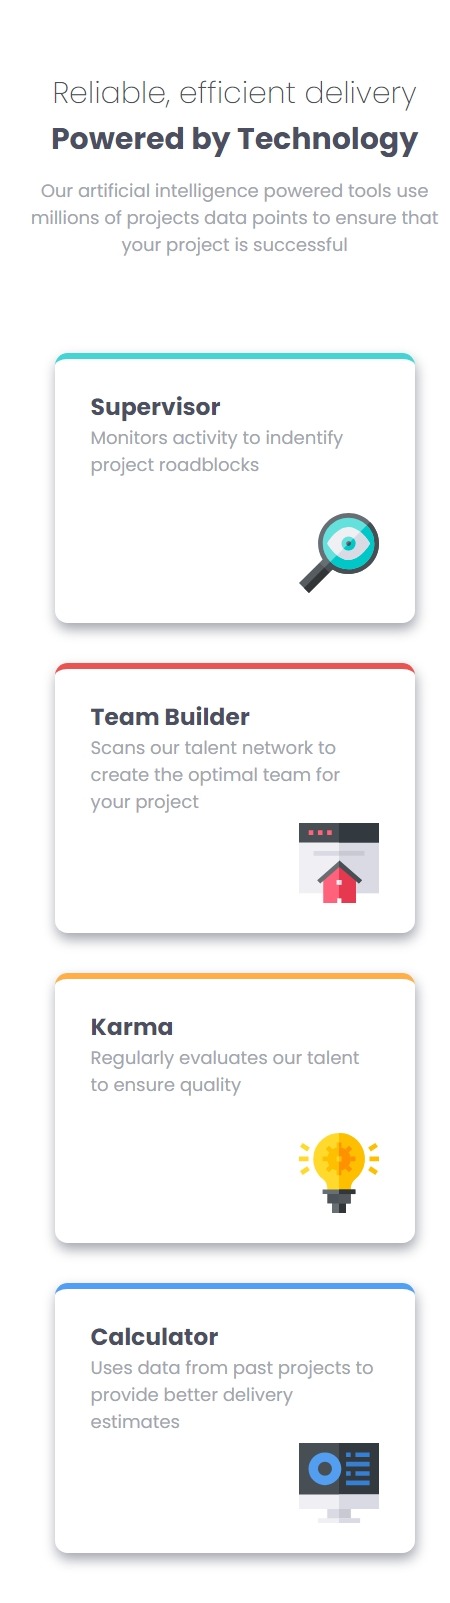 Reliable, efficient delivery
Powered by Technology
Our artificial intelligence powered tools use
millions of projects data points to ensure that
your project is successful
Supervisor
Monitors activity to indentify
project roadblocks
Team Builder
Scans our talent network to
create the optimal team for
your project
Karma
Regularly evaluates our talent
to ensure quality
Calculator
Uses data from past projects to
provide better delivery
estimates